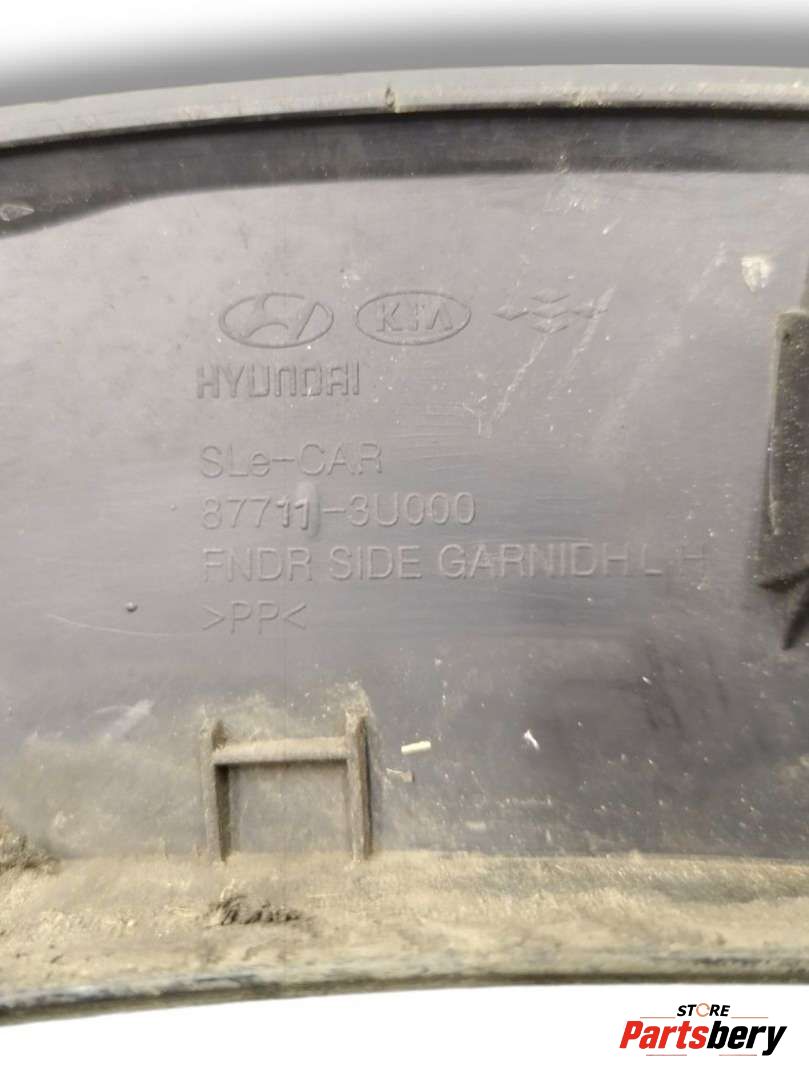 KIA
HYUNDAI
SLe-CAR
87711-3U000
FNDR SIDE GARNIDH.L H
>PP<
STORE
Partsbery